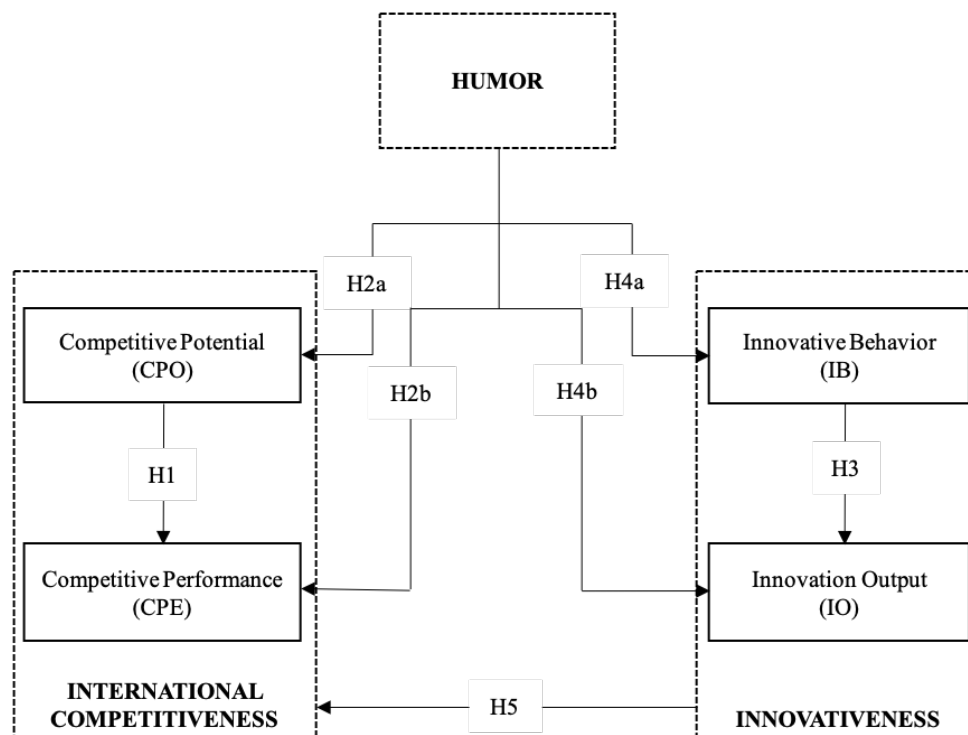 HUMOR
H2a
H4a
Competitive Potential
(CPO)
Innovative Behavior
(IB)
H2b
H4b
H1
H3
Competitive Performance
(CPE)
Innovation Output
(IO)
INTERNATIONAL
COMPETITIVENESS
H5
INNOVATIVENESS